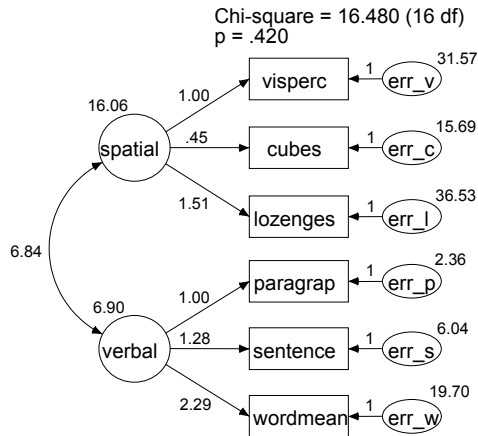 Chi-square = 16.480 (16 df)
p = .420
31.57
1.00
visperc
1
err_v
16.06
15.69
spatial
.45
cubes
1
err_c
36.53
1.51
lozenges
1
err_l
6.84
2.36
6.90
1.00
paragrap
1
err_p
6.04
verbal
1.28
sentence
1
err_s
19.70
2.29
wordmean
1
err_w